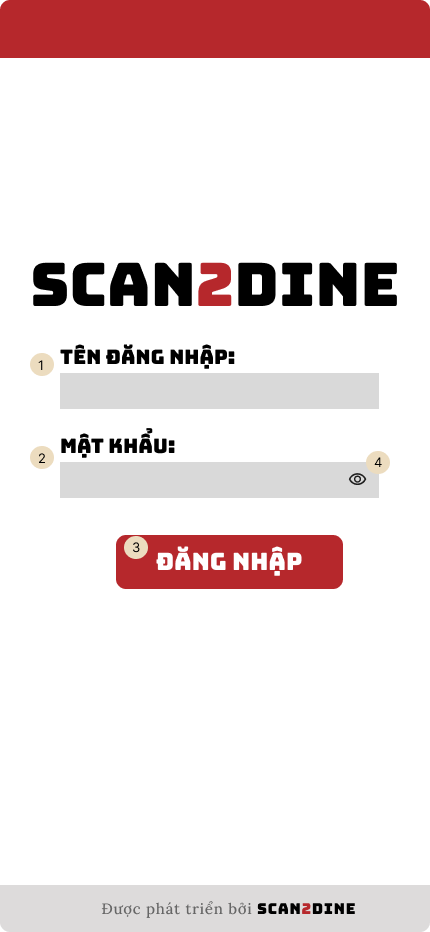 SCAN2DINE
1
TÊN ĐĂNG NHẬP:
2
MẬT KHẨU:
4
3
ĐĂNG NHẬP
Được phát triển bởi SCAN2DINE